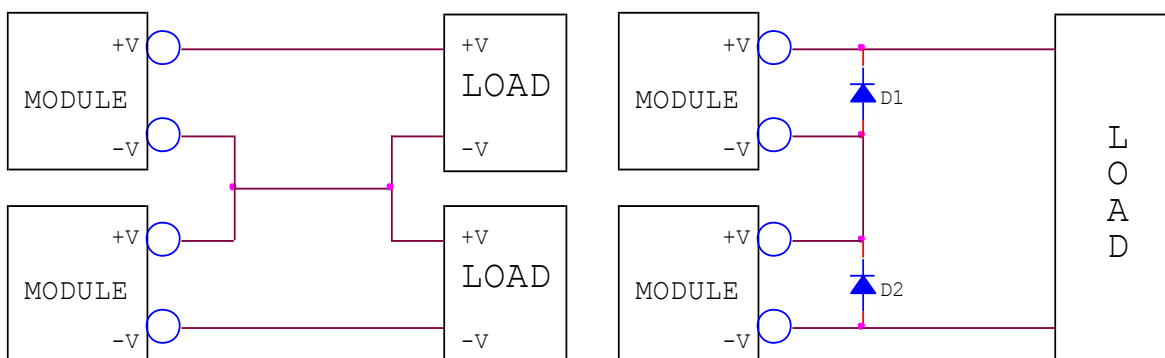 +V
MODULE
-V
+V
LOAD
-V
+V
MODULE
-V
+V
LOAD
-V
+V
MODULE
-V
D1
+V
MODULE
-V
D2
L
O
A
D